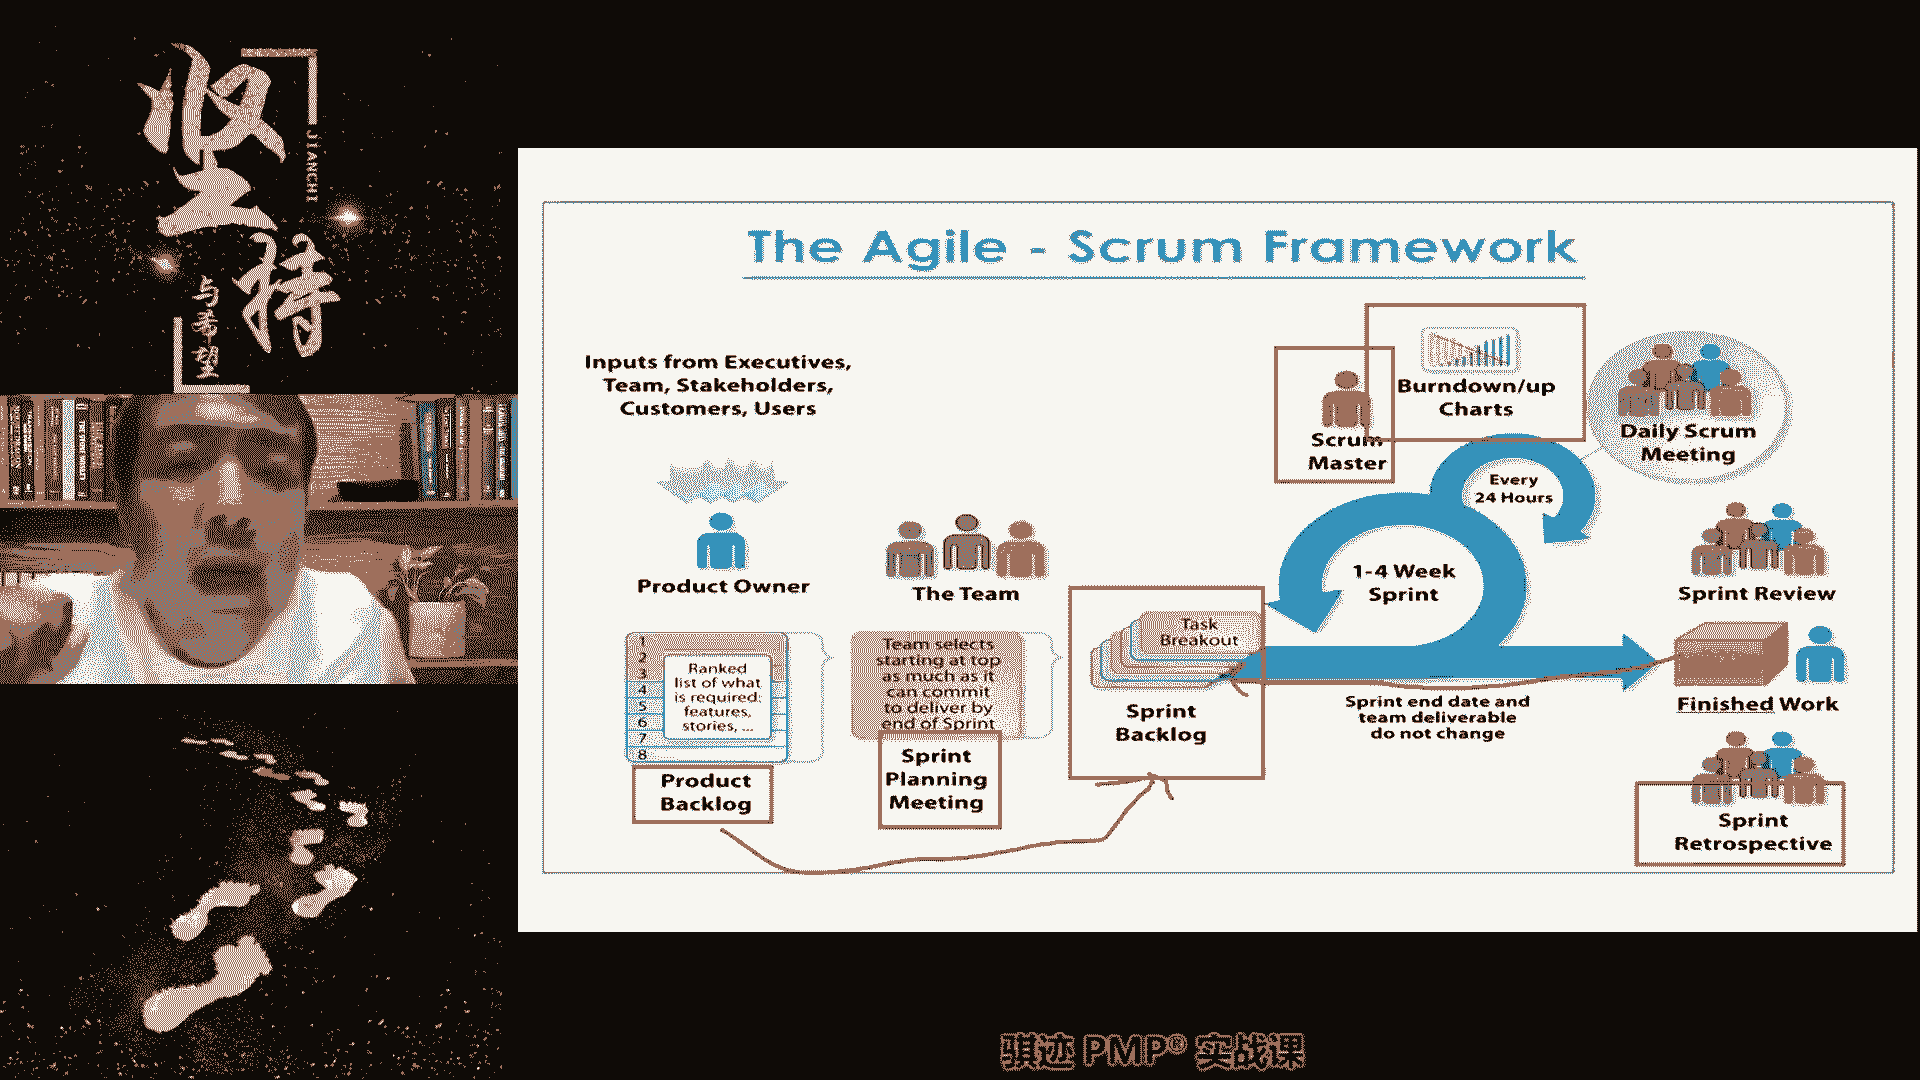 坚持
JIANCHI
与希望
The Agile - Scrum Framework
Inputs from Executives,
Team, Stakeholders,
Customers, Users
Product Owner
The Team
1
2
3
4
5
6
7
8
Ranked
list of what
is required:
features,
stories, ...
Product
Backlog
Team selects
starting at top
as much as it
can commit
to deliver by
end of Sprint
Sprint
Planning
Meeting
Task
Breakout
Sprint
Backlog
Scrum
Master
Burndown/up
Charts
Every
24 Hours
1-4 Week
Sprint
Sprint end date and
team deliverable
do not change
Daily Scrum
Meeting
Sprint Review
Finished Work
Sprint
Retrospective
骐迹 PMP® 实战课